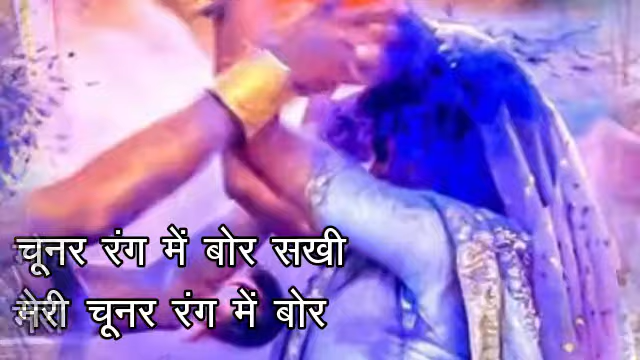 चूनर रंग में बोर सखी
मेरी चूनर रंग में बोर